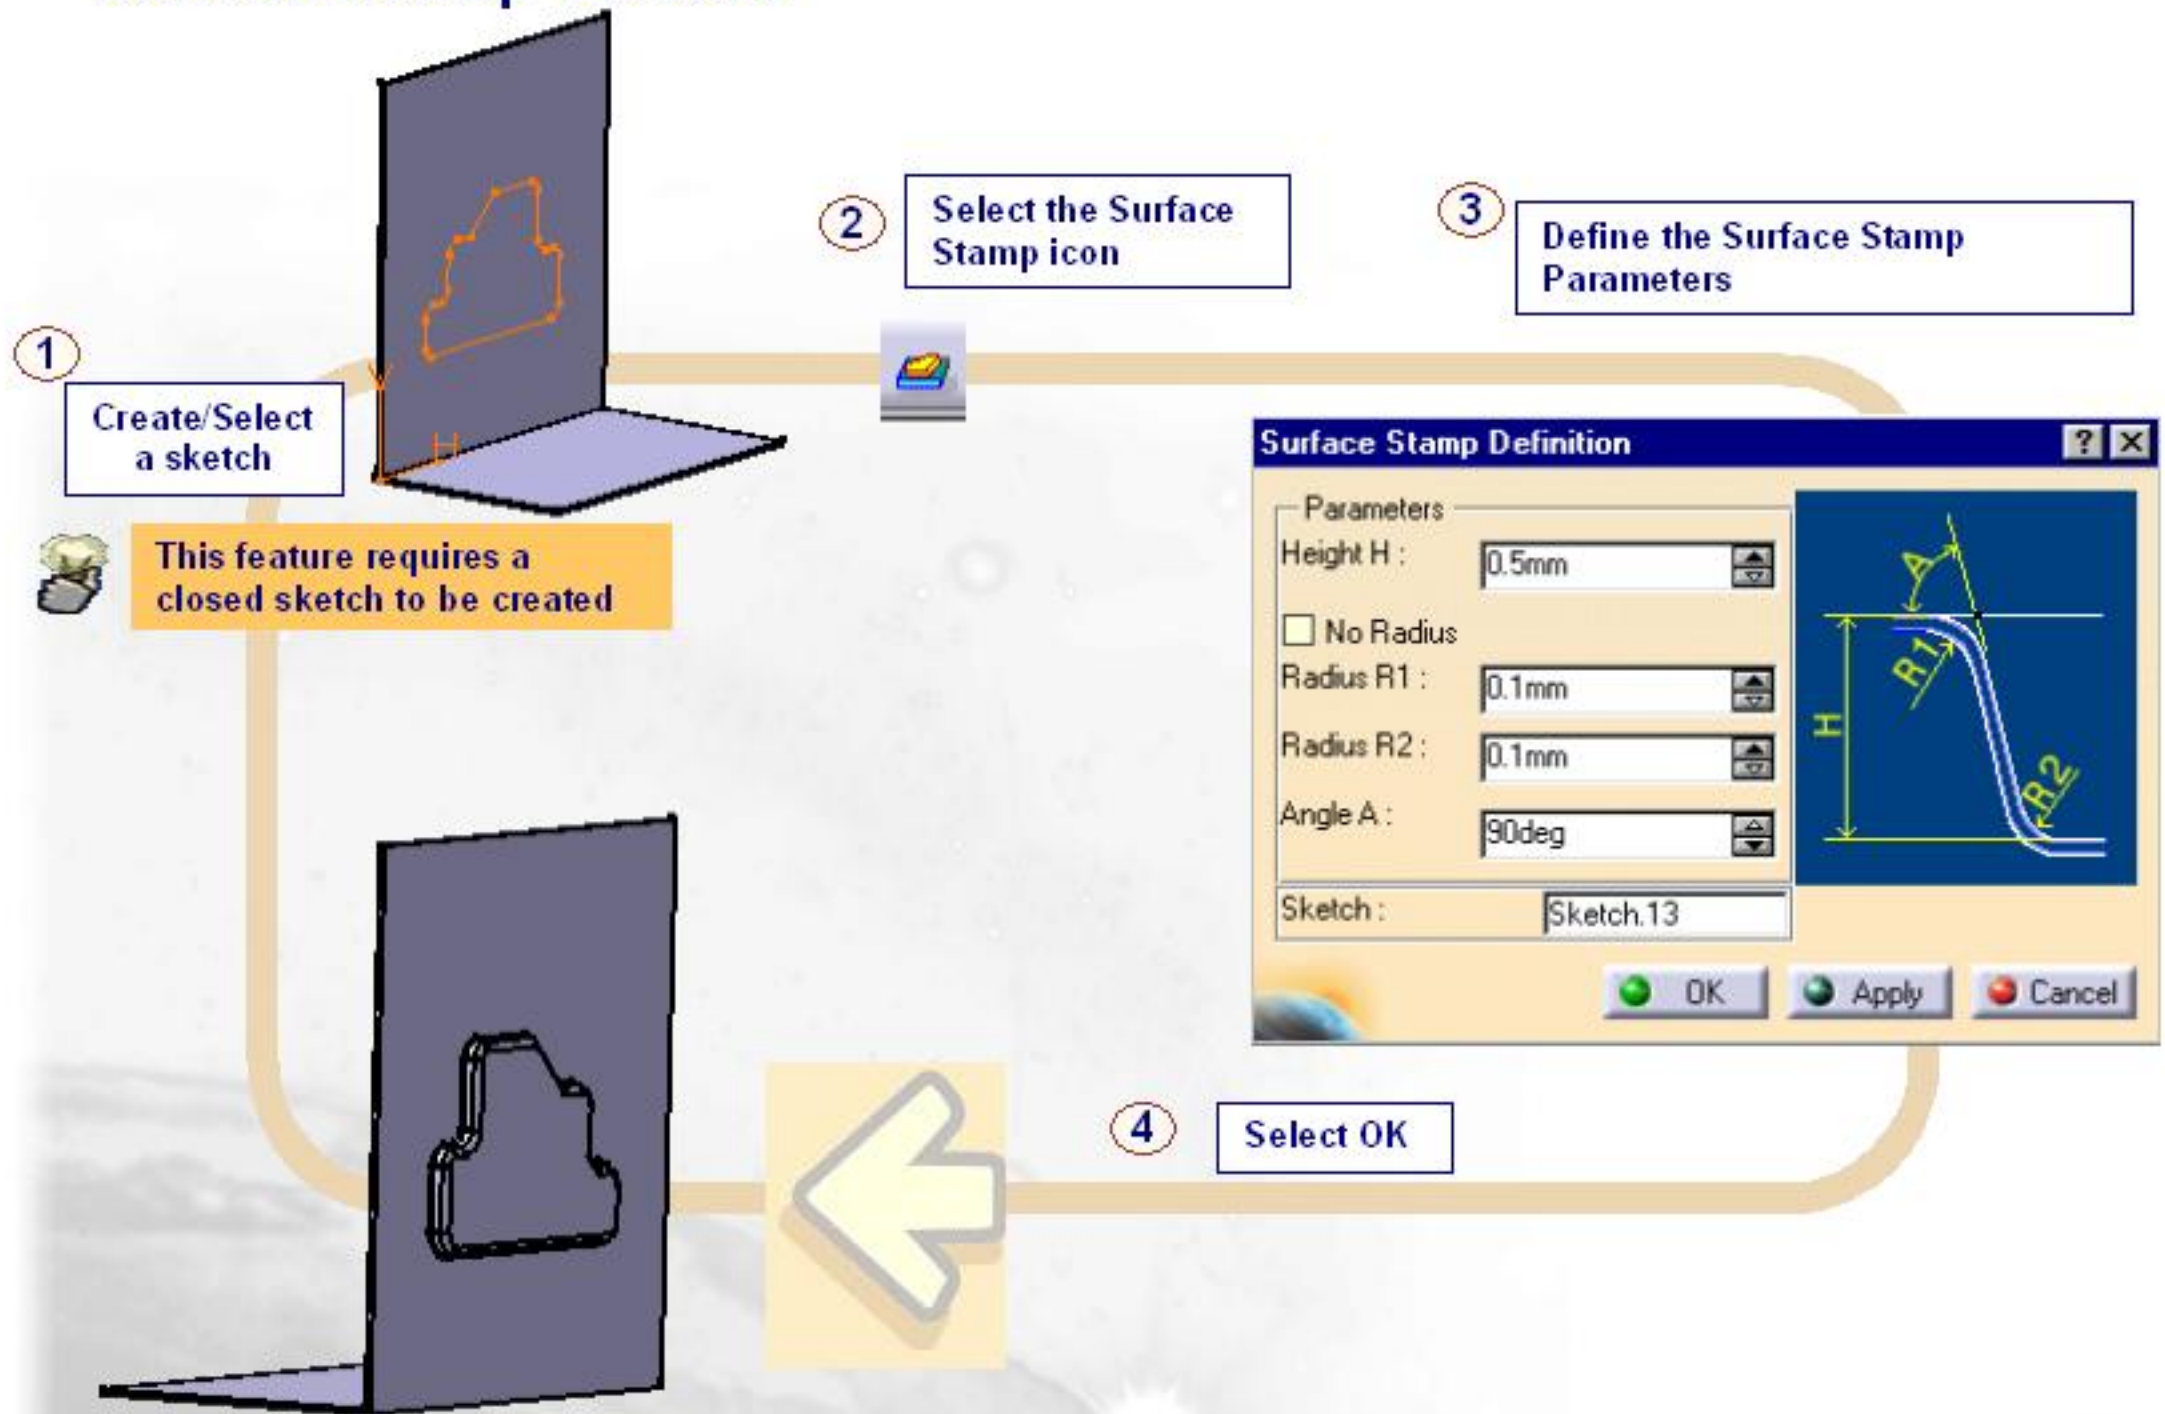 1
Create/Select
a sketch
This feature requires a
closed sketch to be created
V
H
2
Select the Surface
Stamp icon
3
Define the Surface Stamp
Parameters
Surface Stamp Definition
Parameters
Height H :
0.5mm
No Radius
Radius R1 :
0.1mm
Radius R2 :
0.1mm
Angle A :
90deg
Sketch :
Sketch.13
A
R1
H
R2
OK
Apply
Cancel
4
Select OK